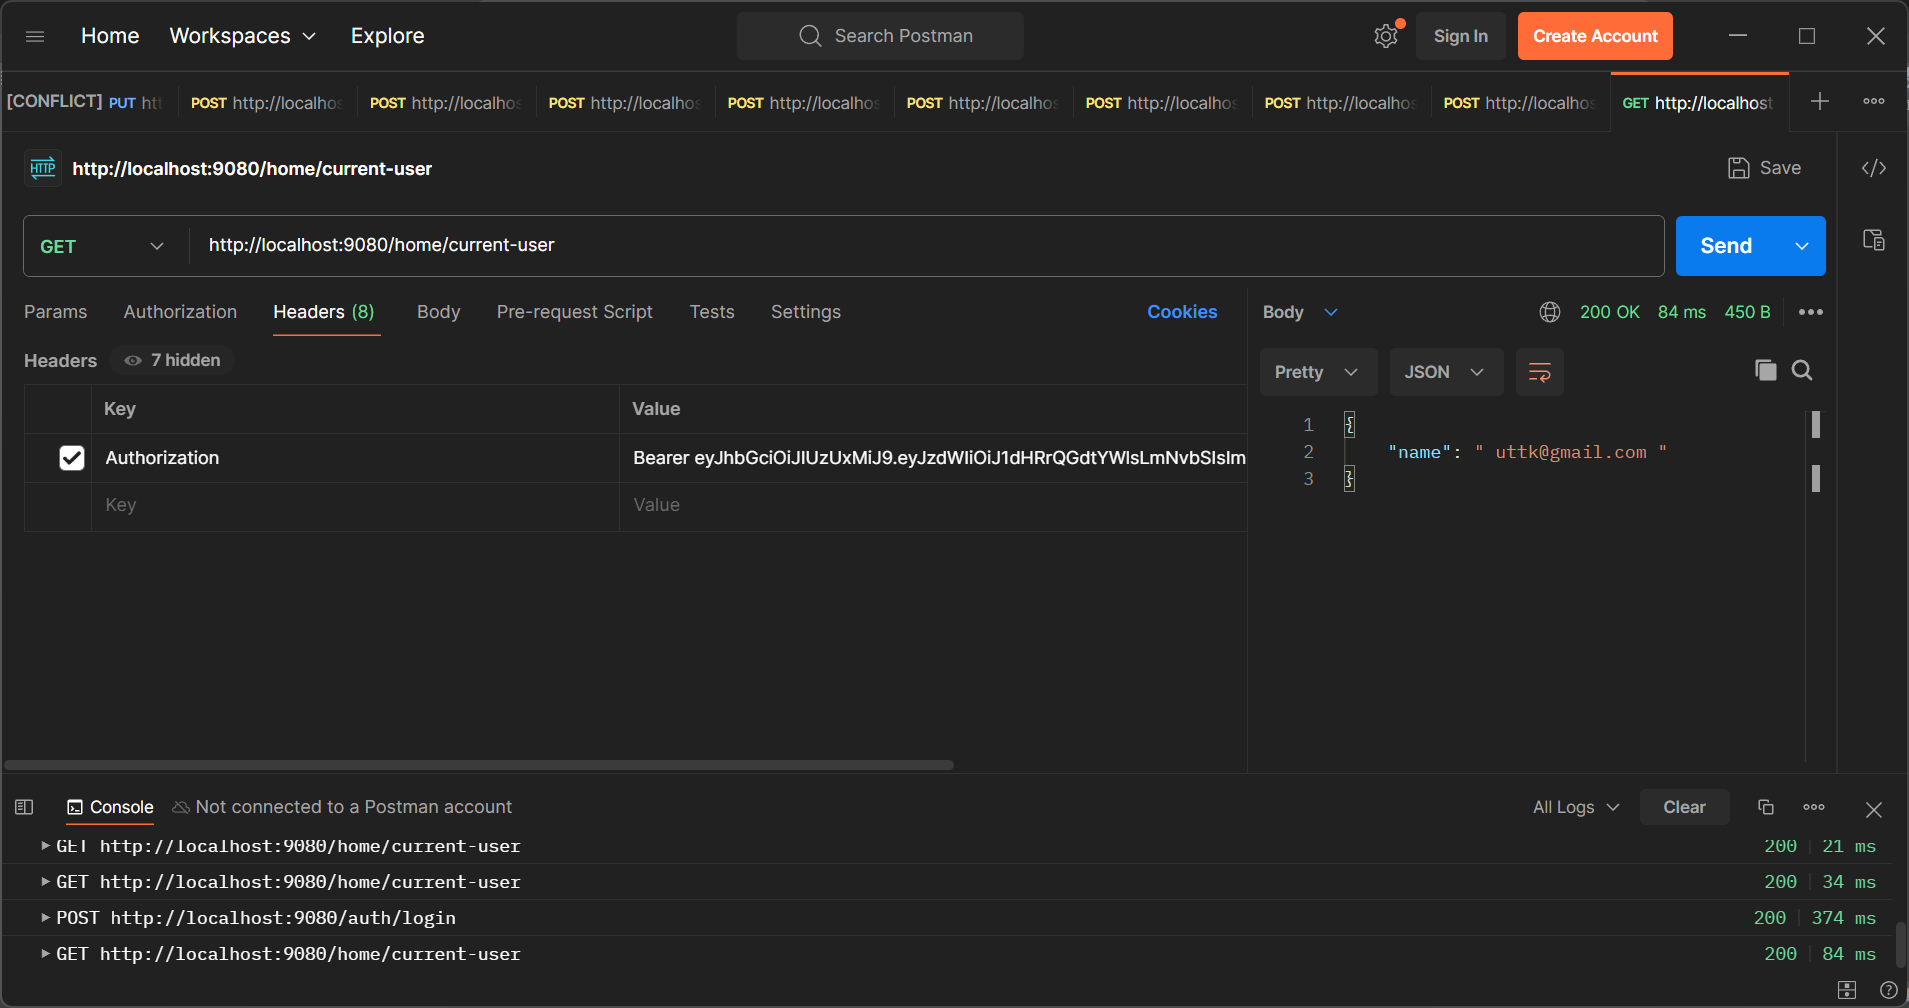 Home Workspaces Explore Search Postman Sign In Create Account
[CONFLICT] PUT htt POST http://localhos POST http://localhos POST http://localhos POST http://localhos POST http://localhos POST http://localhos POST http://localhos POST http://localhos GET http://localhost
HTTP http://localhost:9080/home/current-user Save </>
GET http://localhost:9080/home/current-user Send
Params Authorization Headers (8) Body Pre-request Script Tests Settings Cookies
Headers 7 hidden
Key Value
Authorization Bearer eyJhbGciOiJIUzUxMiJ9.eyJzdWIiOiJ1dHRrQGdtYWlsLmNvbSIsIm
Key Value
Body 200 OK 84 ms 450 B
Pretty JSON
1 {
2 "name": " uttk@gmail.com "
3 }
Console Not connected to a Postman account All Logs Clear
GET http://localhost:9080/home/current-user 200 21 ms
GET http://localhost:9080/home/current-user 200 34 ms
POST http://localhost:9080/auth/login 200 374 ms
GET http://localhost:9080/home/current-user 200 84 ms